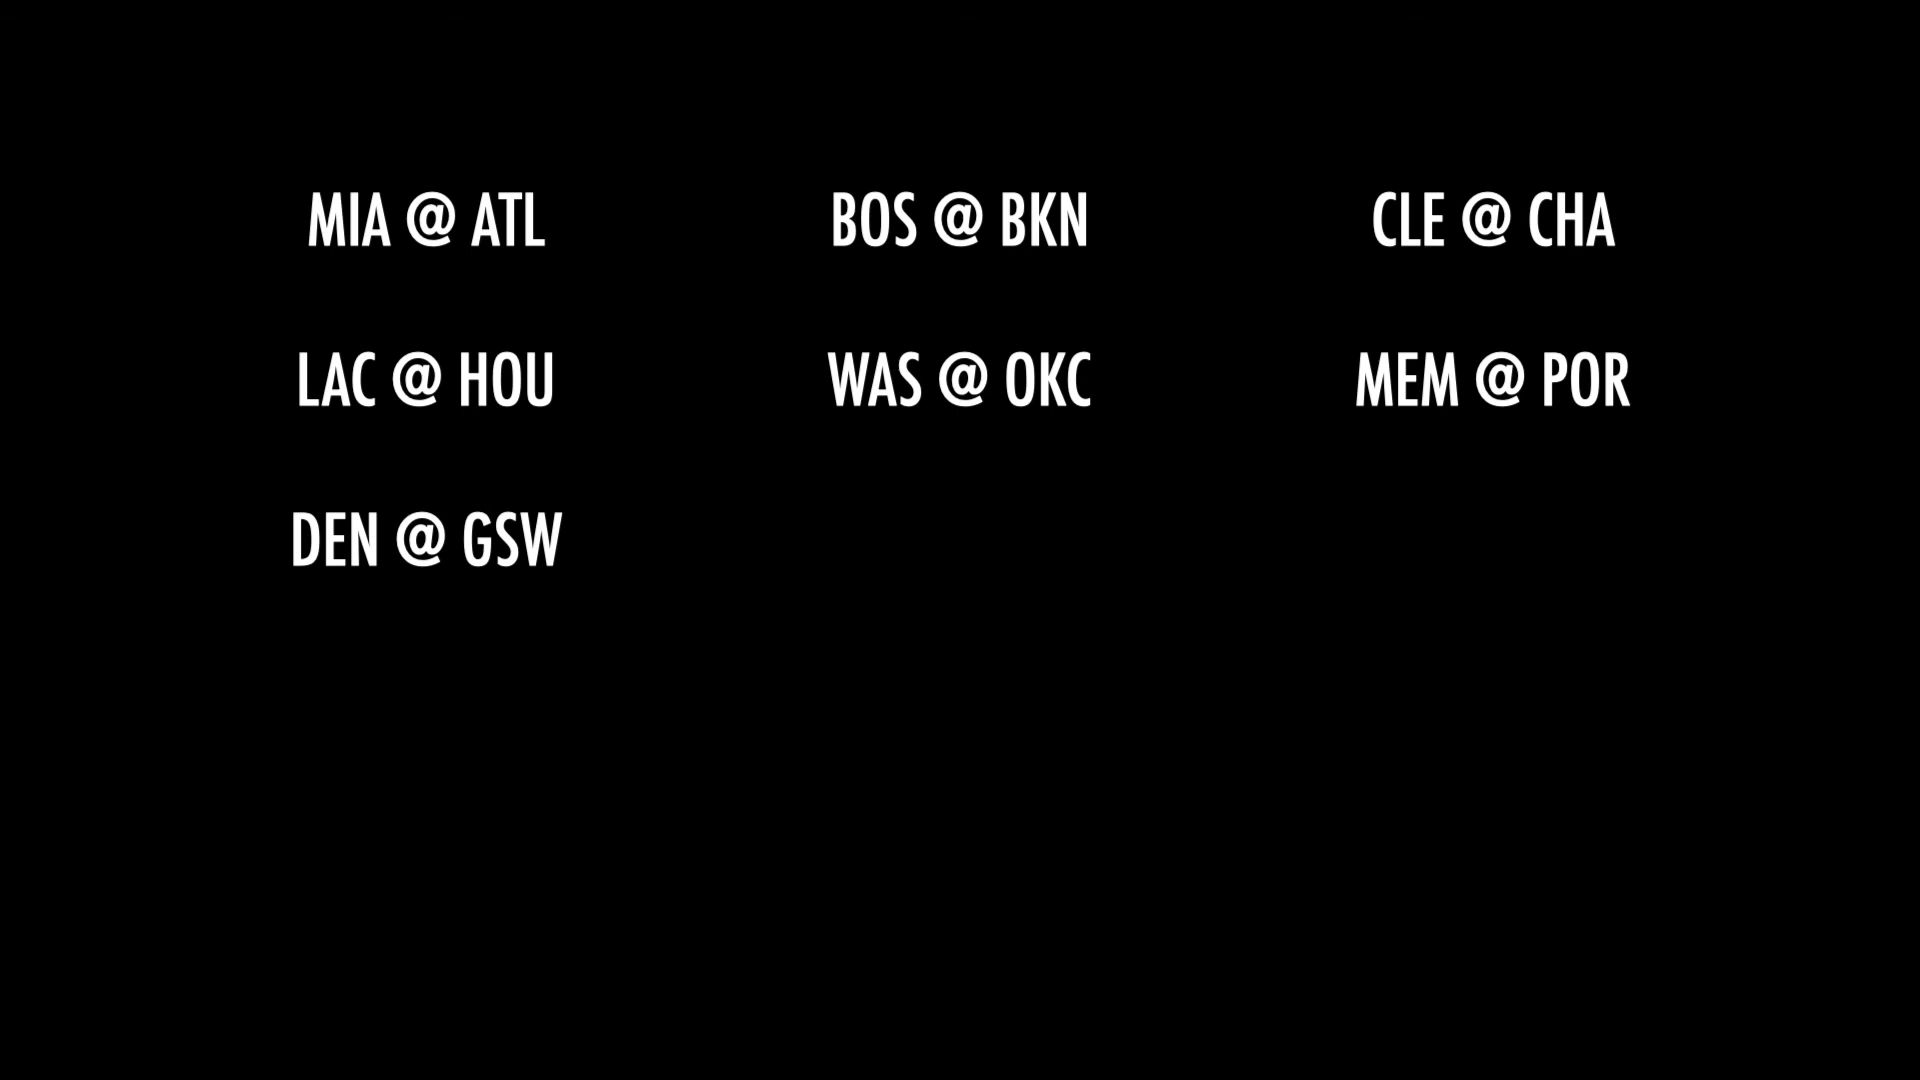 MIA @ ATL
BOS @ BKN
CLE @ CHA
LAC @ HOU
WAS @ OKC
MEM @ POR
DEN @ GSW